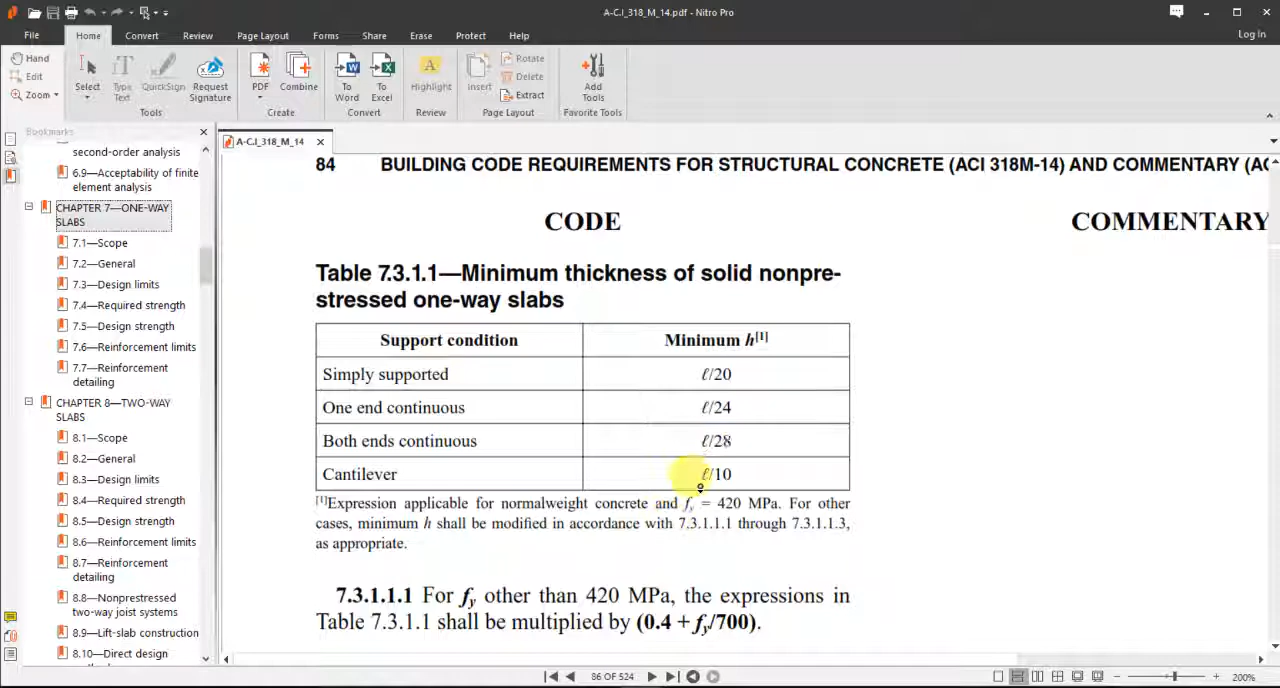 A-C.I_318_M_14.pdf - Nitro Pro
File Home Convert Review Page Layout Forms Share Erase Protect Help Log In
Hand
Edit
Zoom
Select
Type Text
QuickSign
Request Signature
Tools
PDF
Combine
Create
To Word
To Excel
Convert
Highlight
Review
Insert
Rotate
Delete
Extract
Page Layout
Add Tools
Favorite Tools
Bookmarks
second-order analysis
6.9—Acceptability of finite
element analysis
CHAPTER 7—ONE-WAY
SLABS
7.1—Scope
7.2—General
7.3—Design limits
7.4—Required strength
7.5—Design strength
7.6—Reinforcement limits
7.7—Reinforcement
detailing
CHAPTER 8—TWO-WAY
SLABS
8.1—Scope
8.2—General
8.3—Design limits
8.4—Required strength
8.5—Design strength
8.6—Reinforcement limits
8.7—Reinforcement
detailing
8.8—Nonprestressed
two-way joist systems
8.9—Lift-slab construction
8.10—Direct design
A-C.I_318_M_14
84 BUILDING CODE REQUIREMENTS FOR STRUCTURAL CONCRETE (ACI 318M-14) AND COMMENTARY (AC
CODE COMMENTARY
Table 7.3.1.1—Minimum thickness of solid nonpre-
stressed one-way slabs
Support condition Minimum h[1]
Simply supported ℓ/20
One end continuous ℓ/24
Both ends continuous ℓ/28
Cantilever ℓ/10
[1]Expression applicable for normalweight concrete and fy = 420 MPa. For other
cases, minimum h shall be modified in accordance with 7.3.1.1.1 through 7.3.1.1.3,
as appropriate.
7.3.1.1.1 For fy other than 420 MPa, the expressions in
Table 7.3.1.1 shall be multiplied by (0.4 + fy/700).
86 OF 524
200%